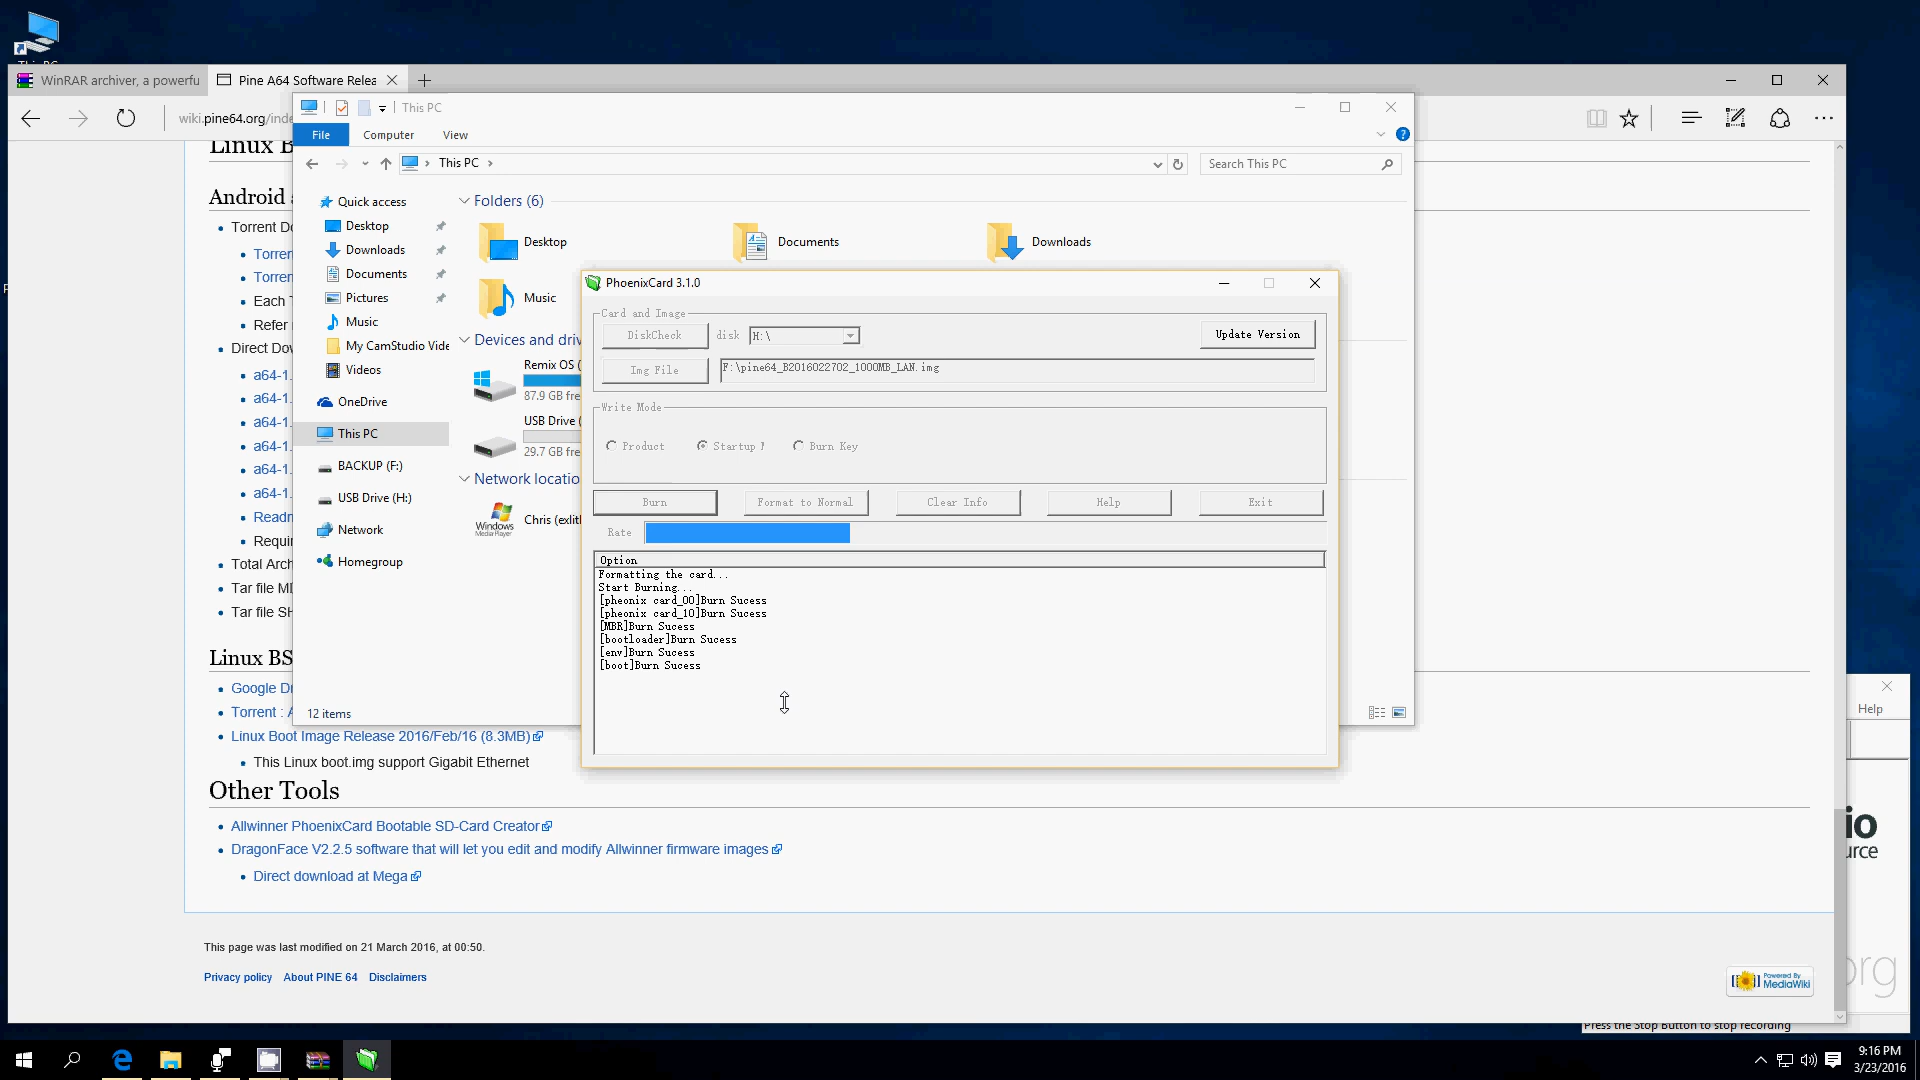 This PC
WinRAR archiver, a powerfu
Pine A64 Software Relea
wiki.pine64.org/inde
This PC
File
Computer
View
This PC
Search This PC
Quick access
Desktop
Downloads
Documents
Pictures
Music
My CamStudio Vide
Videos
OneDrive
This PC
BACKUP (F:)
USB Drive (H:)
Network
Homegroup
Folders (6)
Desktop
Documents
Downloads
Music
Devices and driv
Remix OS (
87.9 GB fre
USB Drive (
29.7 GB fre
Network locatio
Windows
Media Player
Chris (exlit
12 items
PhoenixCard 3.1.0
Card and Image
DiskCheck
disk
H:\
Update Version
Img File
F:\pine64_B2016022702_1000MB_LAN.img
Write Mode
Product
Startup
Burn Key
Burn
Format to Normal
Clear Info
Help
Exit
Rate
Option
Formatting the card...
Start Burning...
[pheonix card_00]Burn Sucess
[pheonix card_10]Burn Sucess
[MBR]Burn Sucess
[bootloader]Burn Sucess
[env]Burn Sucess
[boot]Burn Sucess
Linux B
Android
Torrent Do
Torren
Torren
Each T
Refer
Direct Dow
a64-1.
a64-1.
a64-1.
a64-1.
a64-1.
a64-1.
Readm
Requir
Total Arch
Tar file MD
Tar file SH
Linux BS
Google Dr
Torrent : A
Linux Boot Image Release 2016/Feb/16 (8.3MB)
This Linux boot.img support Gigabit Ethernet
Other Tools
Allwinner PhoenixCard Bootable SD-Card Creator
DragonFace V2.2.5 software that will let you edit and modify Allwinner firmware images
Direct download at Mega
This page was last modified on 21 March 2016, at 00:50.
Privacy policy
About PINE 64
Disclaimers
Powered By
MediaWiki
Help
io
urce
org
Press the Stop Button to stop recording
9:16 PM
3/23/2016